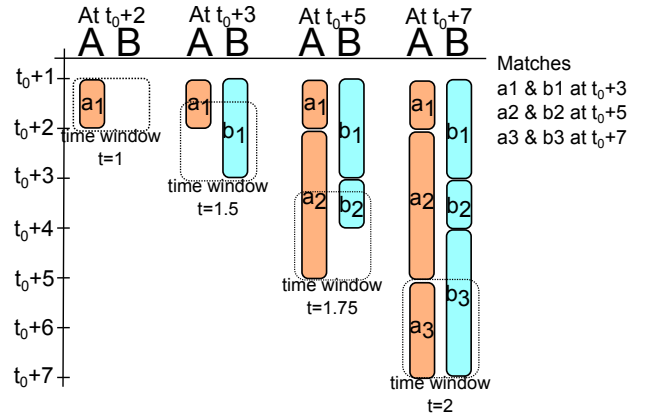 At t0+2 At t0+3 At t0+5 At t0+7
A B A B A B A B
t0+1
t0+2
t0+3
t0+4
t0+5
t0+6
t0+7
a1
time window
t=1
a1
b1
time window
t=1.5
a1
b1
a2
b2
time window
t=1.75
a1
b1
a2
b2
b3
a3
time window
t=2
Matches
a1 & b1 at t0+3
a2 & b2 at t0+5
a3 & b3 at t0+7